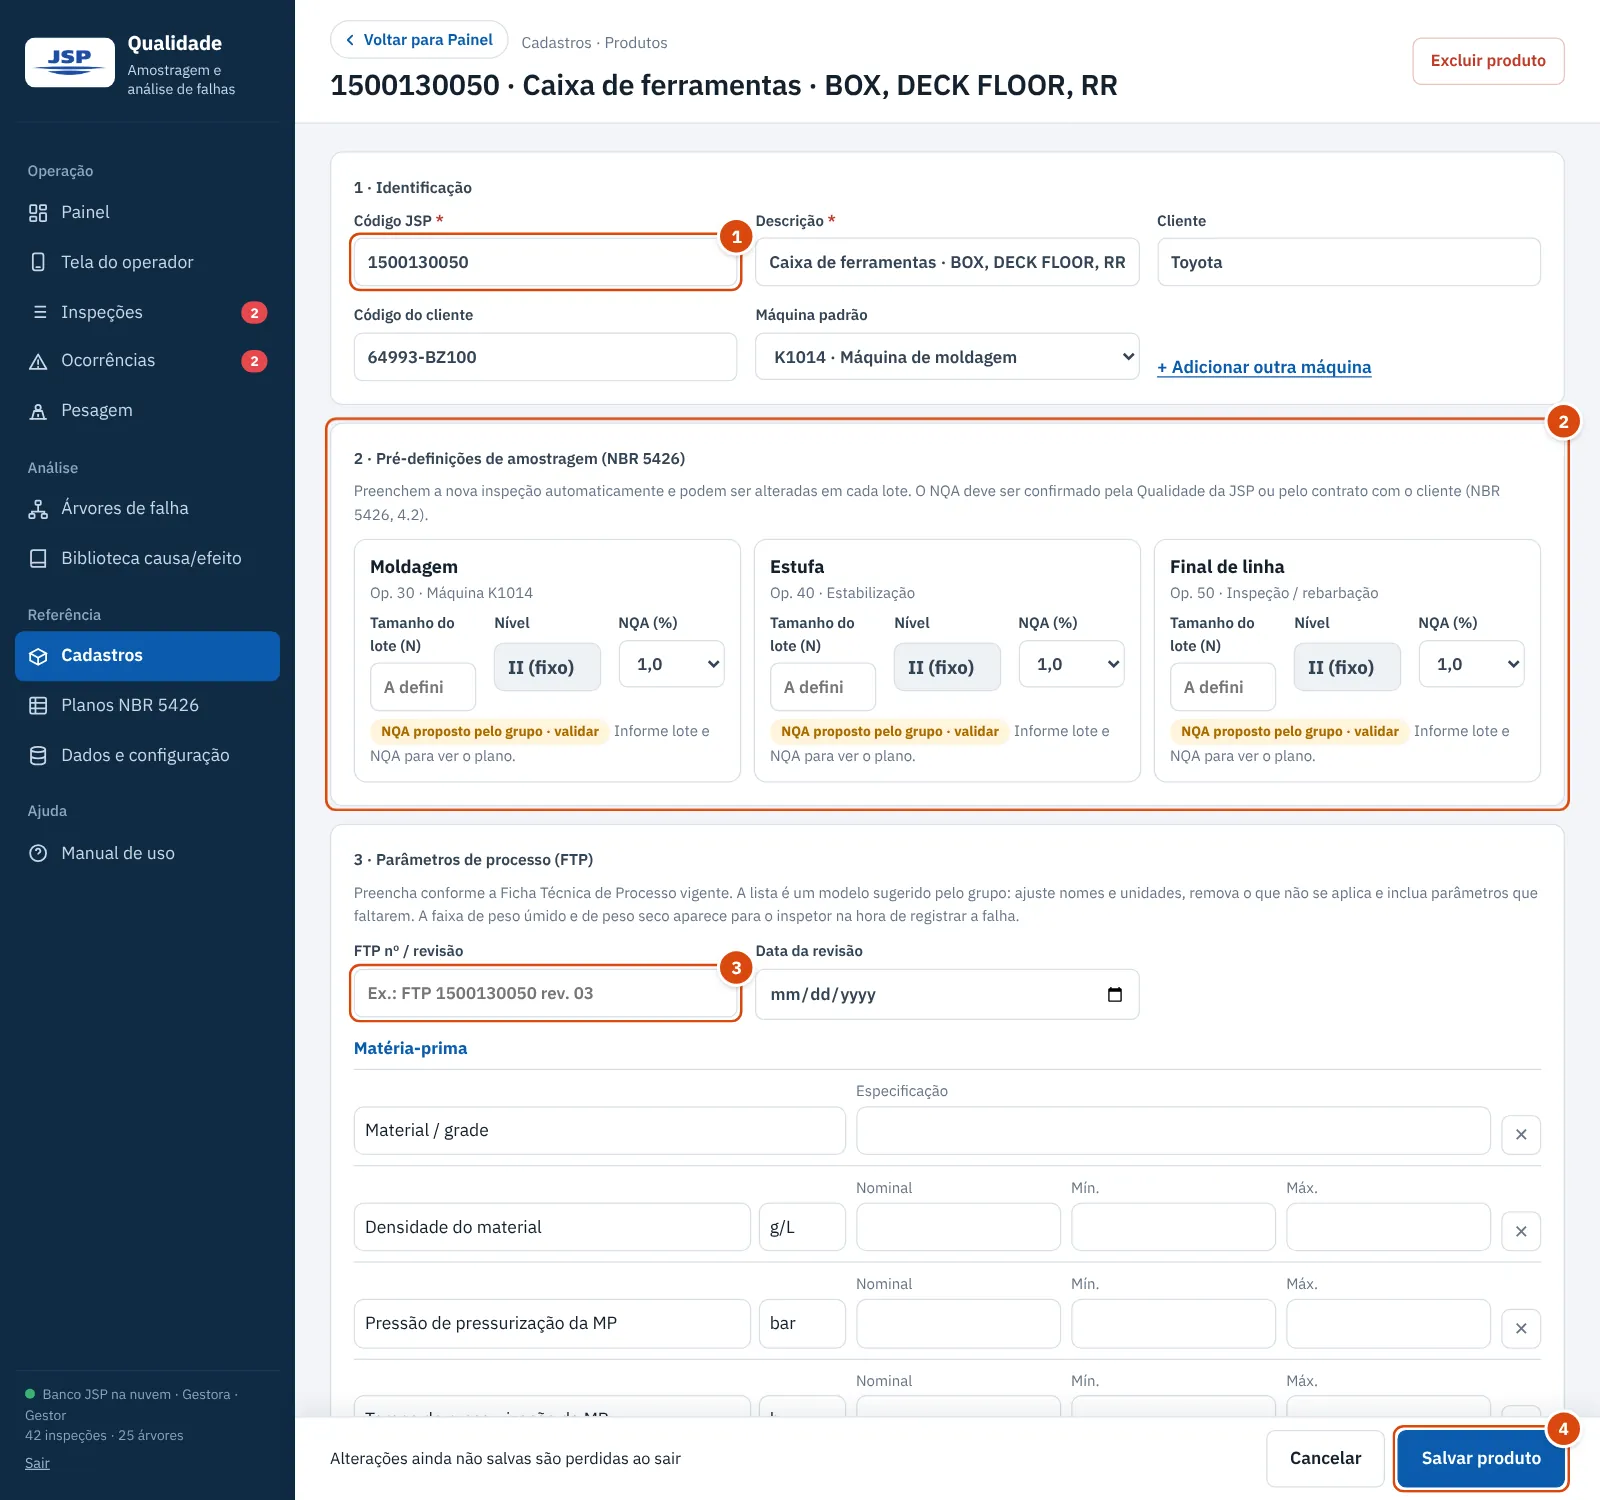 JSP
Qualidade
Amostragem e
análise de falhas
Operação
Painel
Tela do operador
Inspeções
2
Ocorrências
2
Pesagem
Análise
Árvores de falha
Biblioteca causa/efeito
Referência
Cadastros
Planos NBR 5426
Dados e configuração
Ajuda
Manual de uso
Banco JSP na nuvem · Gestora ·
Gestor
42 inspeções · 25 árvores
Sair
Voltar para Painel
Cadastros · Produtos
1500130050 · Caixa de ferramentas · BOX, DECK FLOOR, RR
Excluir produto
1 · Identificação
Código JSP *
1500130050
1
Descrição *
Caixa de ferramentas · BOX, DECK FLOOR, RR
Cliente
Toyota
Código do cliente
64993-BZ100
Máquina padrão
K1014 · Máquina de moldagem
+ Adicionar outra máquina
2
2 · Pré-definições de amostragem (NBR 5426)
Preenchem a nova inspeção automaticamente e podem ser alteradas em cada lote. O NQA deve ser confirmado pela Qualidade da JSP ou pelo contrato com o cliente (NBR
5426, 4.2).
Moldagem
Op. 30 · Máquina K1014
Tamanho do
lote (N)
A defini
Nível
II (fixo)
NQA (%)
1,0
NQA proposto pelo grupo · validar Informe lote e
NQA para ver o plano.
Estufa
Op. 40 · Estabilização
Tamanho do
lote (N)
A defini
Nível
II (fixo)
NQA (%)
1,0
NQA proposto pelo grupo · validar Informe lote e
NQA para ver o plano.
Final de linha
Op. 50 · Inspeção / rebarbação
Tamanho do
lote (N)
A defini
Nível
II (fixo)
NQA (%)
1,0
NQA proposto pelo grupo · validar Informe lote e
NQA para ver o plano.
3 · Parâmetros de processo (FTP)
Preencha conforme a Ficha Técnica de Processo vigente. A lista é um modelo sugerido pelo grupo: ajuste nomes e unidades, remova o que não se aplica e inclua parâmetros que
faltarem. A faixa de peso úmido e de peso seco aparece para o inspetor na hora de registrar a falha.
FTP nº / revisão
Ex.: FTP 1500130050 rev. 03
3
Data da revisão
mm/dd/yyyy
Matéria-prima
Especificação
Material / grade
Nominal Mín. Máx.
Densidade do material g/L
Nominal Mín. Máx.
Pressão de pressurização da MP bar
Nominal Mín. Máx.
Alterações ainda não salvas são perdidas ao sair
Cancelar
Salvar produto
4